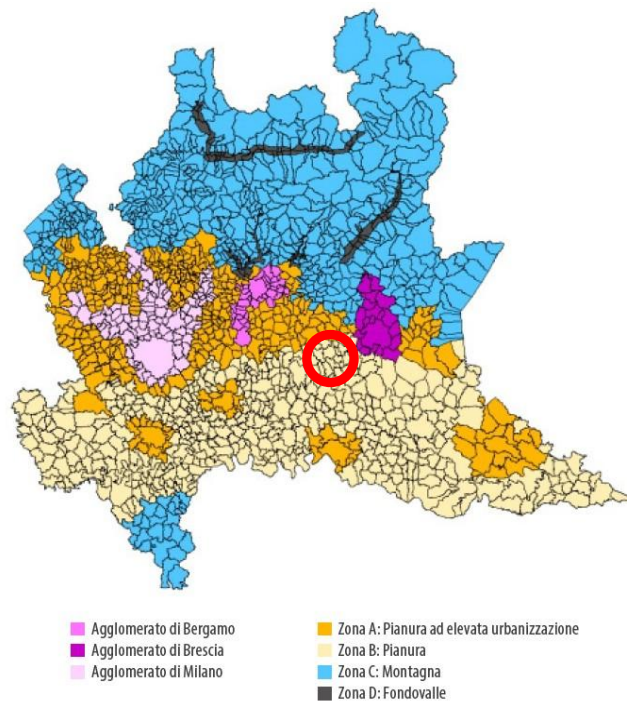 Agglomerato di Bergamo
Agglomerato di Brescia
Agglomerato di Milano
Zona A: Pianura ad elevata urbanizzazione
Zona B: Pianura
Zona C: Montagna
Zona D: Fondovalle